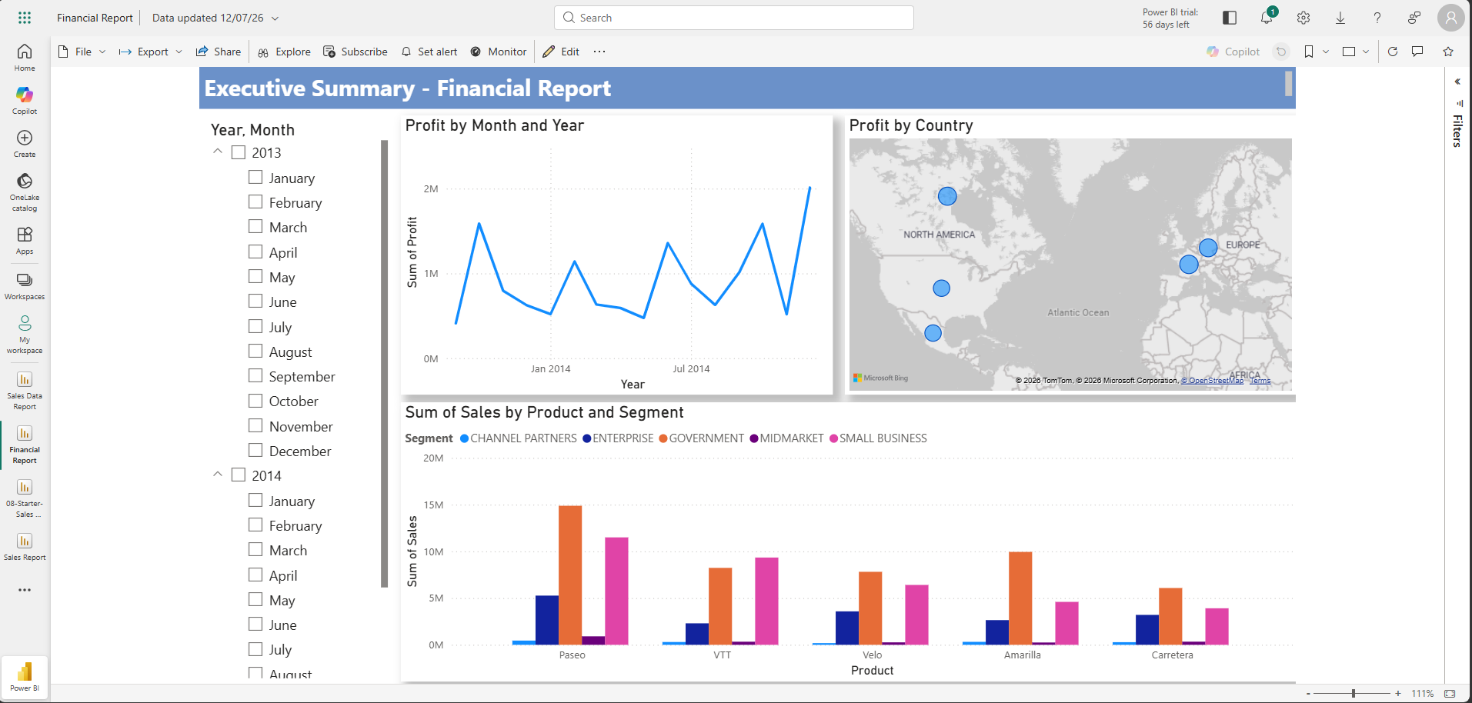 Financial Report
Data updated 12/07/26
Search
Power BI trial:
56 days left
1
Home
Copilot
Create
OneLake
catalog
Apps
Workspaces
My
workspace
Sales Data
Report
Financial
Report
08-Starter-
Sales ...
Sales Report
Power BI
File
Export
Share
Explore
Subscribe
Set alert
Monitor
Edit
Copilot
Executive Summary - Financial Report
Filters
Year, Month
2013
January
February
March
April
May
June
July
August
September
October
November
December
2014
January
February
March
April
May
June
July
August
Profit by Month and Year
Sum of Profit
2M
1M
0M
Jan 2014
Jul 2014
Year
Profit by Country
NORTH AMERICA
EUROPE
Atlantic Ocean
AFRICA
Microsoft Bing
© 2026 TomTom, © 2026 Microsoft Corporation, © OpenStreetMap Terms
Sum of Sales by Product and Segment
Segment CHANNEL PARTNERS ENTERPRISE GOVERNMENT MIDMARKET SMALL BUSINESS
Sum of Sales
20M
15M
10M
5M
0M
Paseo
VTT
Velo
Amarilla
Carretera
Product
- + 111%